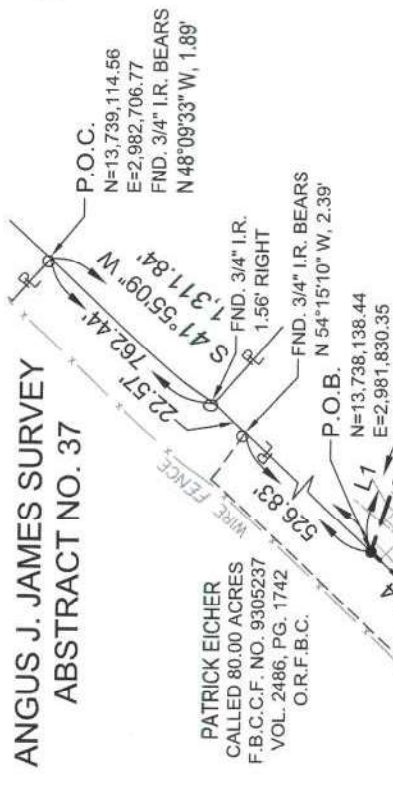 ANGUS J. JAMES SURVEY
ABSTRACT NO. 37
P.O.C.
N=13,739,114.56
E=2,982,706.77
FND. 3/4" I.R. BEARS
N 48°09'33" W, 1.89'
S 41°55'09" W
1,311.84'
762.44'
22.57'
FND. 3/4" I.R.
1.56' RIGHT
FND. 3/4" I.R. BEARS
N 54°15'10" W, 2.39'
WIRE FENCE
526.83'
P.O.B.
N=13,738,138.44
E=2,981,830.35
L1
PATRICK EICHER
CALLED 80.00 ACRES
F.B.C.C.F. NO. 9305237
VOL. 2486, PG. 1742
O.R.F.B.C.